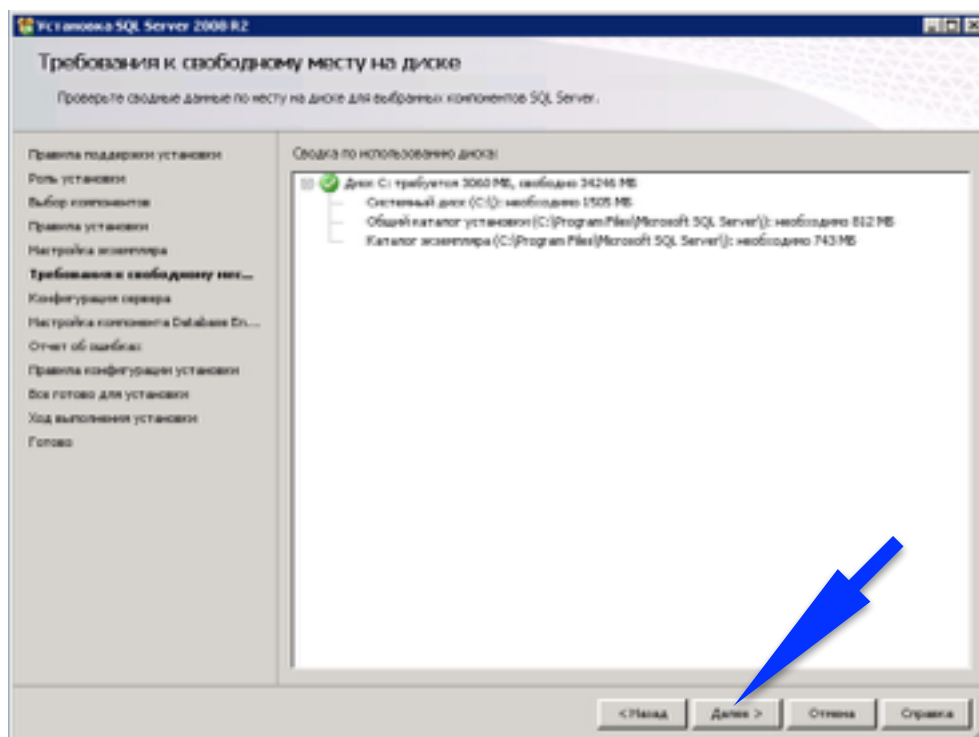 Установка SQL Server 2008 R2
Требования к свободному месту на диске
Проверьте сводные данные по месту на диске для выбранных компонентов SQL Server.
Правила поддержки установки
Роль установки
Выбор компонентов
Правила установки
Настройка экземпляра
Требования к свободному мес...
Конфигурация сервера
Настройка компонента Database En...
Отчет об ошибках
Правила конфигурации установки
Все готово для установки
Ход выполнения установки
Готово
Сводка по использованию диска:
Диск C: требуется 3060 МБ, свободно 34246 МБ
Системный диск (C:\): необходимо 1505 МБ
Общий каталог установки (C:\Program Files\Microsoft SQL Server\): необходимо 812 МБ
Каталог экземпляра (C:\Program Files\Microsoft SQL Server\): необходимо 743 МБ
< Назад
Далее >
Отмена
Справка